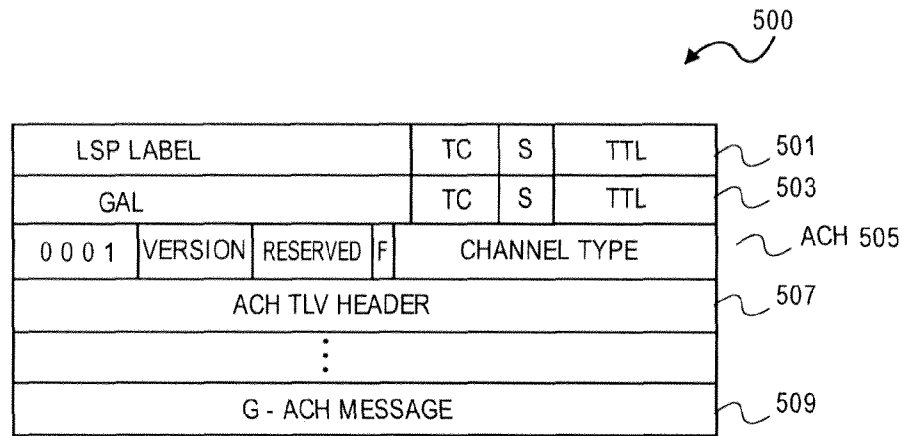 500
LSP LABEL TC S TTL 501
GAL TC S TTL 503
0 0 0 1 VERSION RESERVED F CHANNEL TYPE ACH 505
ACH TLV HEADER 507
G - ACH MESSAGE 509